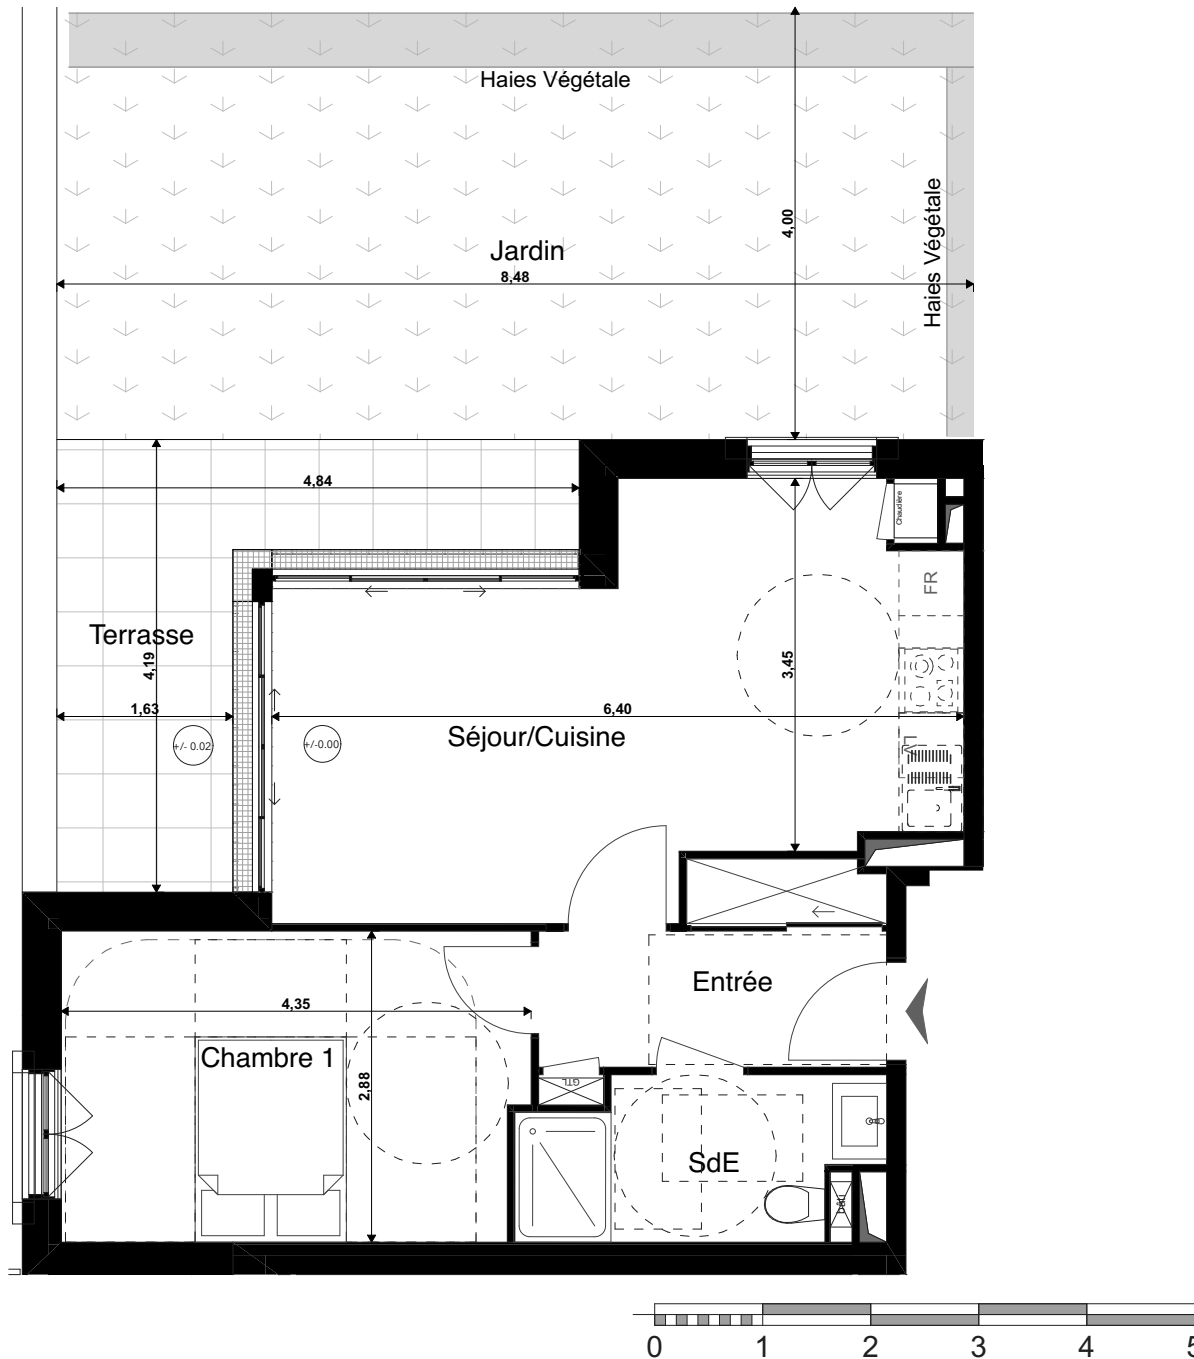 Haies Végétale
Haies Végétale
4,00
Jardin
8,48
4,84
Chaudière
FR
Terrasse
4,19
3,45
1,63
6,40
+/- 0.02
+/-0.00
Séjour/Cuisine
LV
Entrée
4,35
Chambre 1
2,88
GTL
SdE
bâti
0 1 2 3 4 5